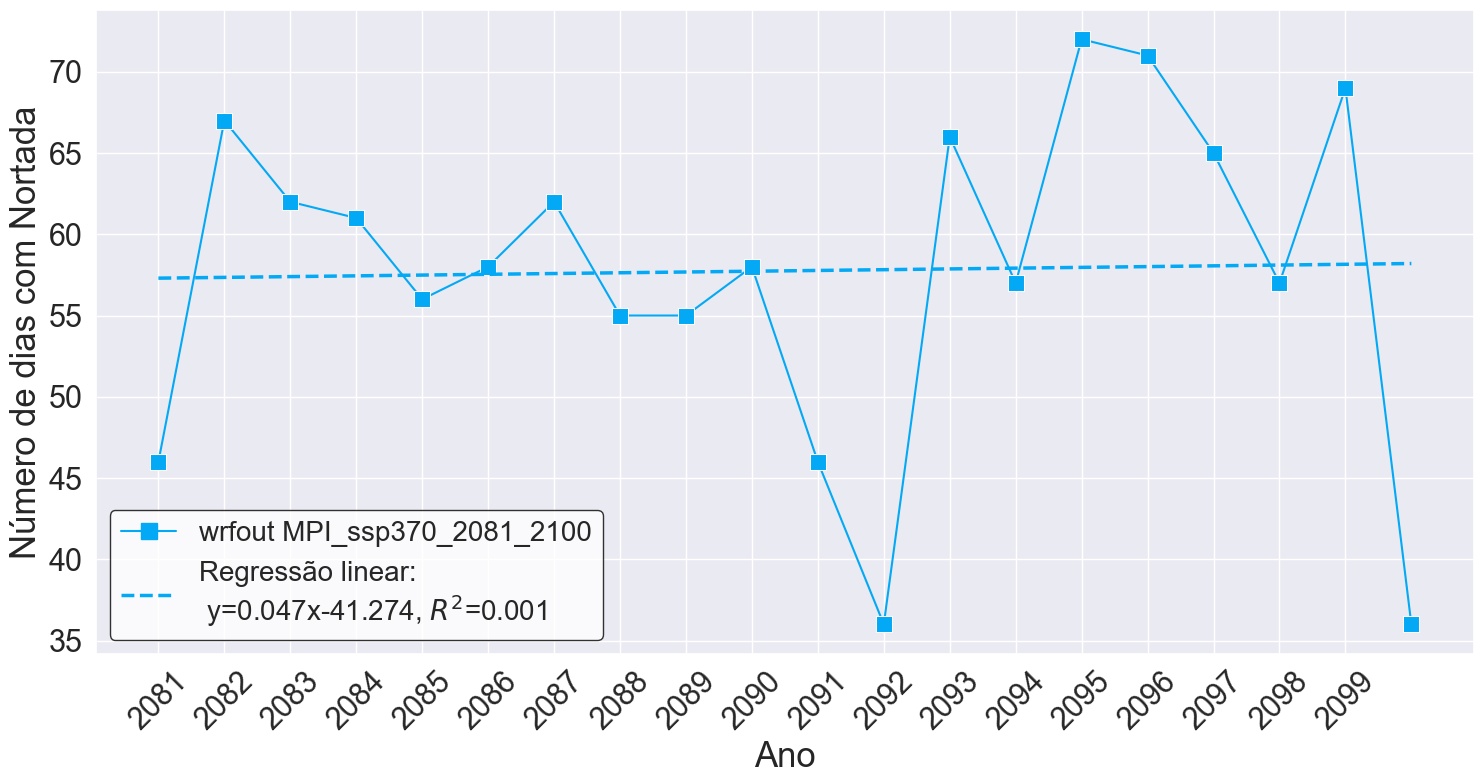 Número de dias com Nortada
70
65
60
55
50
45
40
35
wrfout MPI_ssp370_2081_2100
Regressão linear:
y=0.047x-41.274, R²=0.001
2081 2082 2083 2084 2085 2086 2087 2088 2089 2090 2091 2092 2093 2094 2095 2096 2097 2098 2099
Ano